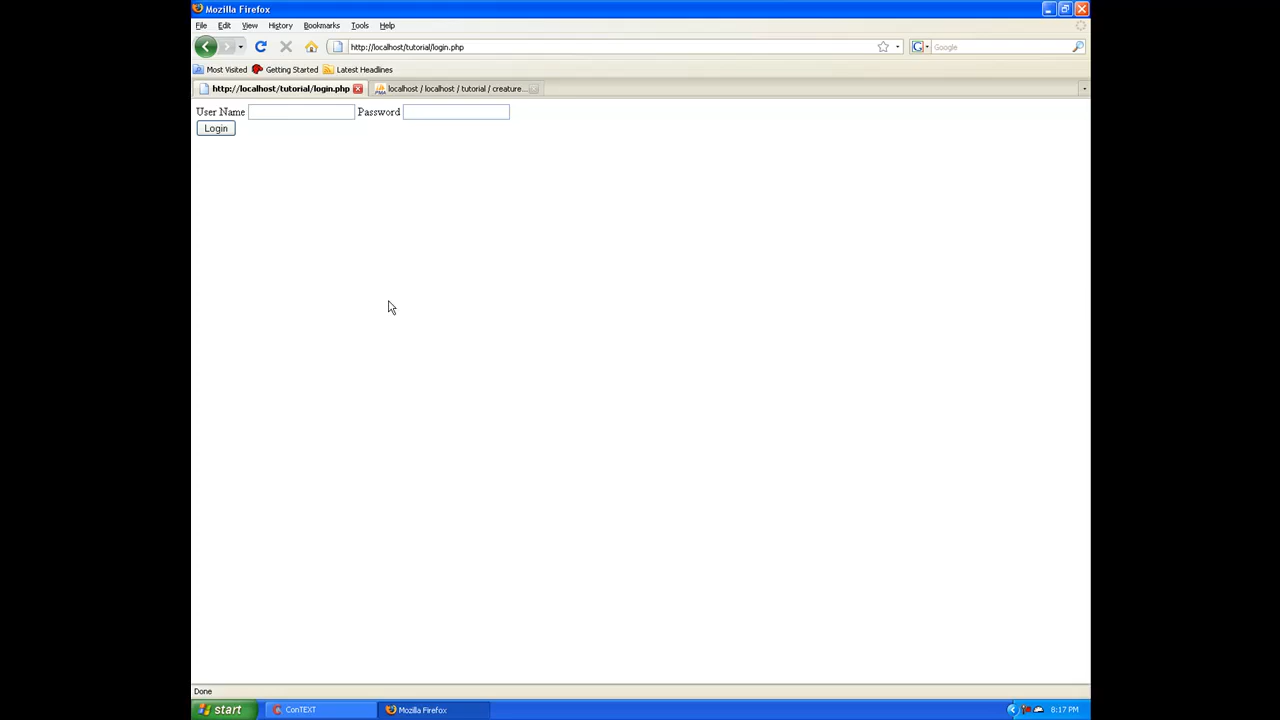 Mozilla Firefox
File Edit View History Bookmarks Tools Help
http://localhost/tutorial/login.php Google
Most Visited Getting Started Latest Headlines
http://localhost/tutorial/login.php localhost / localhost / tutorial / creature...
User Name Password
Login
Done
start ConTEXT Mozilla Firefox 8:17 PM